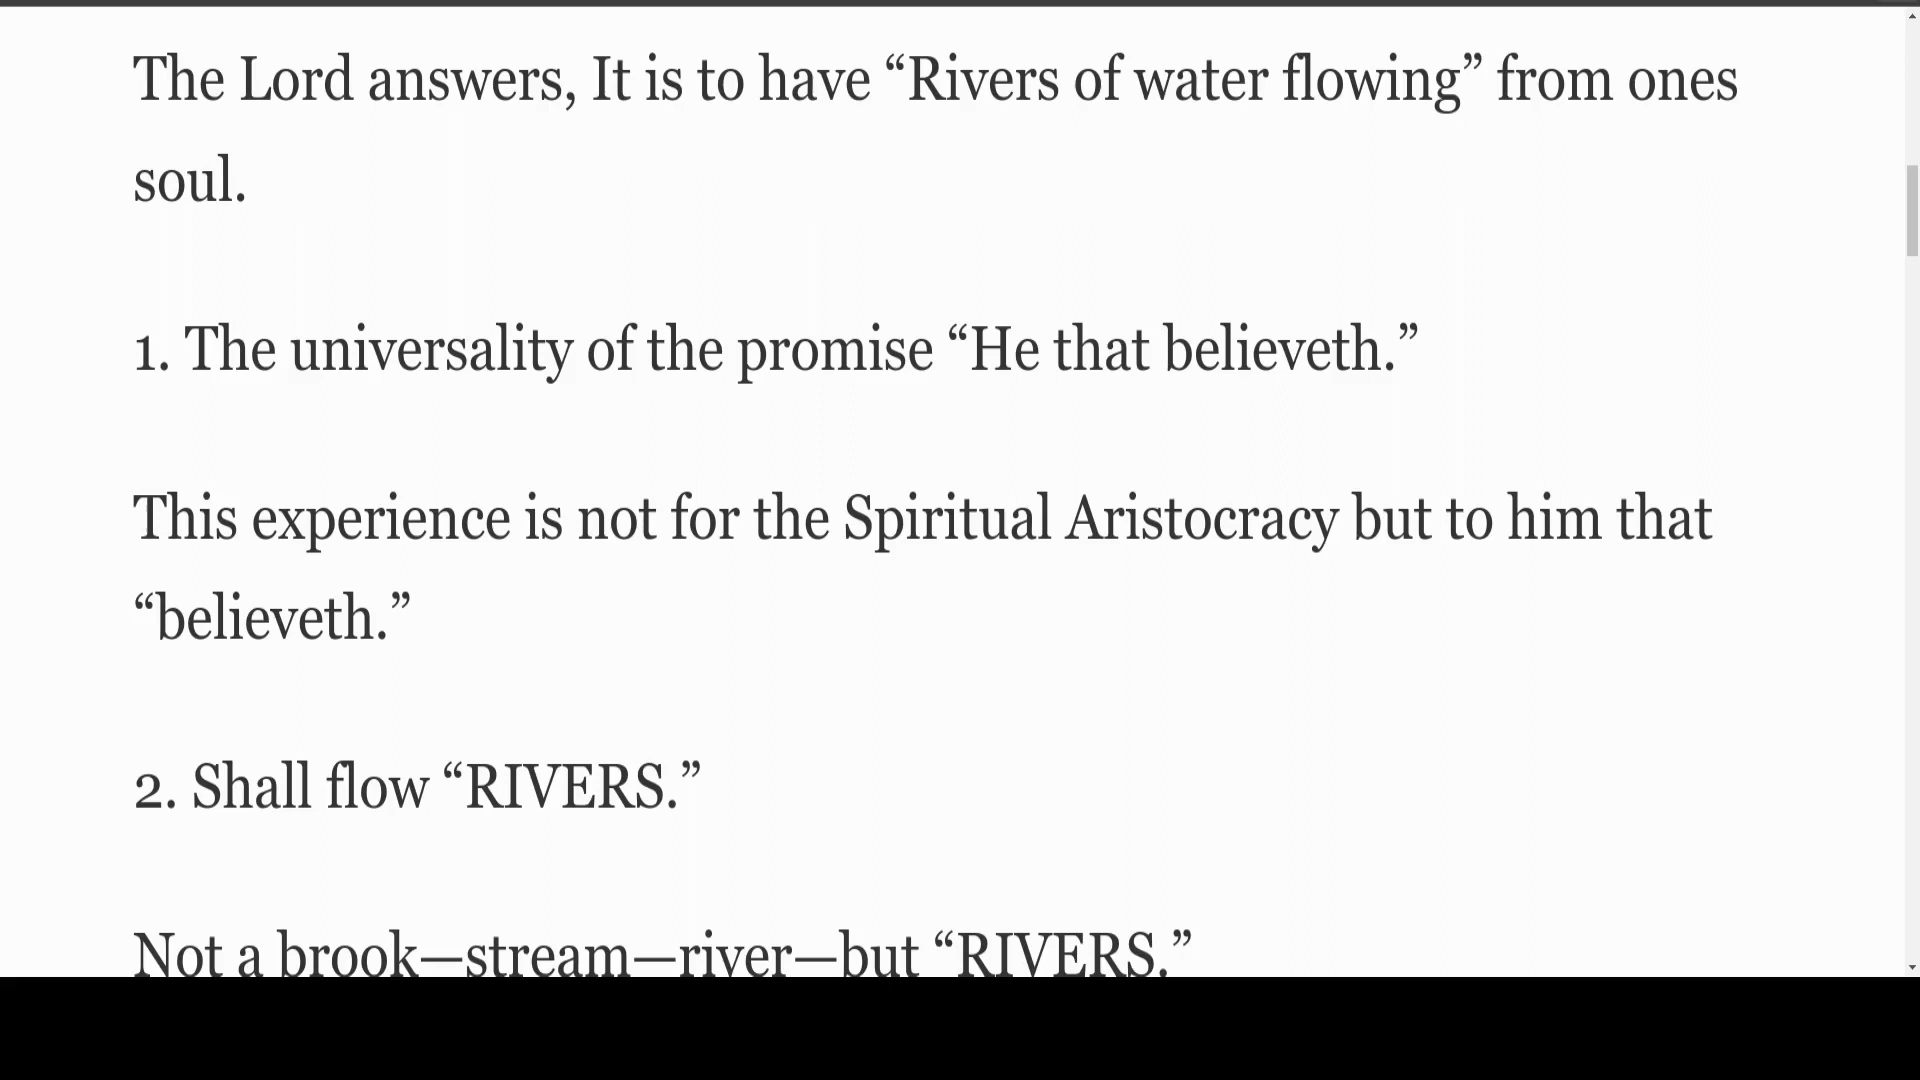 The Lord answers, It is to have “Rivers of water flowing” from ones
soul.
1. The universality of the promise “He that believeth.”
This experience is not for the Spiritual Aristocracy but to him that
“believeth.”
2. Shall flow “RIVERS.”
Not a brook—stream—river—but “RIVERS.”